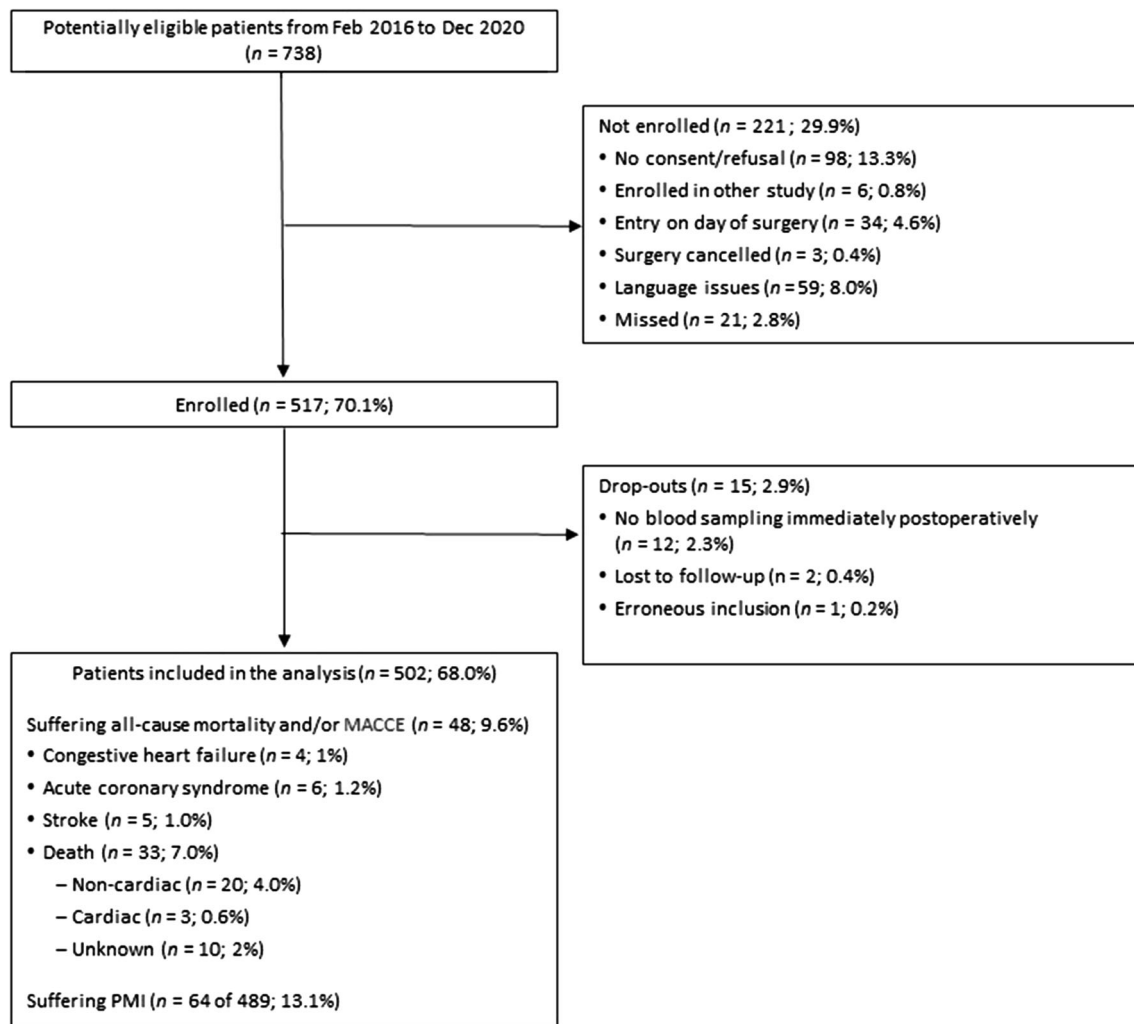 Potentially eligible patients from Feb 2016 to Dec 2020
(n = 738)
Not enrolled (n = 221; 29.9%)
• No consent/refusal (n = 98; 13.3%)
• Enrolled in other study (n = 6; 0.8%)
• Entry on day of surgery (n = 34; 4.6%)
• Surgery cancelled (n = 3; 0.4%)
• Language issues (n = 59; 8.0%)
• Missed (n = 21; 2.8%)
Enrolled (n = 517; 70.1%)
Drop-outs (n = 15; 2.9%)
• No blood sampling immediately postoperatively
(n = 12; 2.3%)
• Lost to follow-up (n = 2; 0.4%)
• Erroneous inclusion (n = 1; 0.2%)
Patients included in the analysis (n = 502; 68.0%)
Suffering all-cause mortality and/or MACCE (n = 48; 9.6%)
• Congestive heart failure (n = 4; 1%)
• Acute coronary syndrome (n = 6; 1.2%)
• Stroke (n = 5; 1.0%)
• Death (n = 33; 7.0%)
– Non-cardiac (n = 20; 4.0%)
– Cardiac (n = 3; 0.6%)
– Unknown (n = 10; 2%)
Suffering PMI (n = 64 of 489; 13.1%)